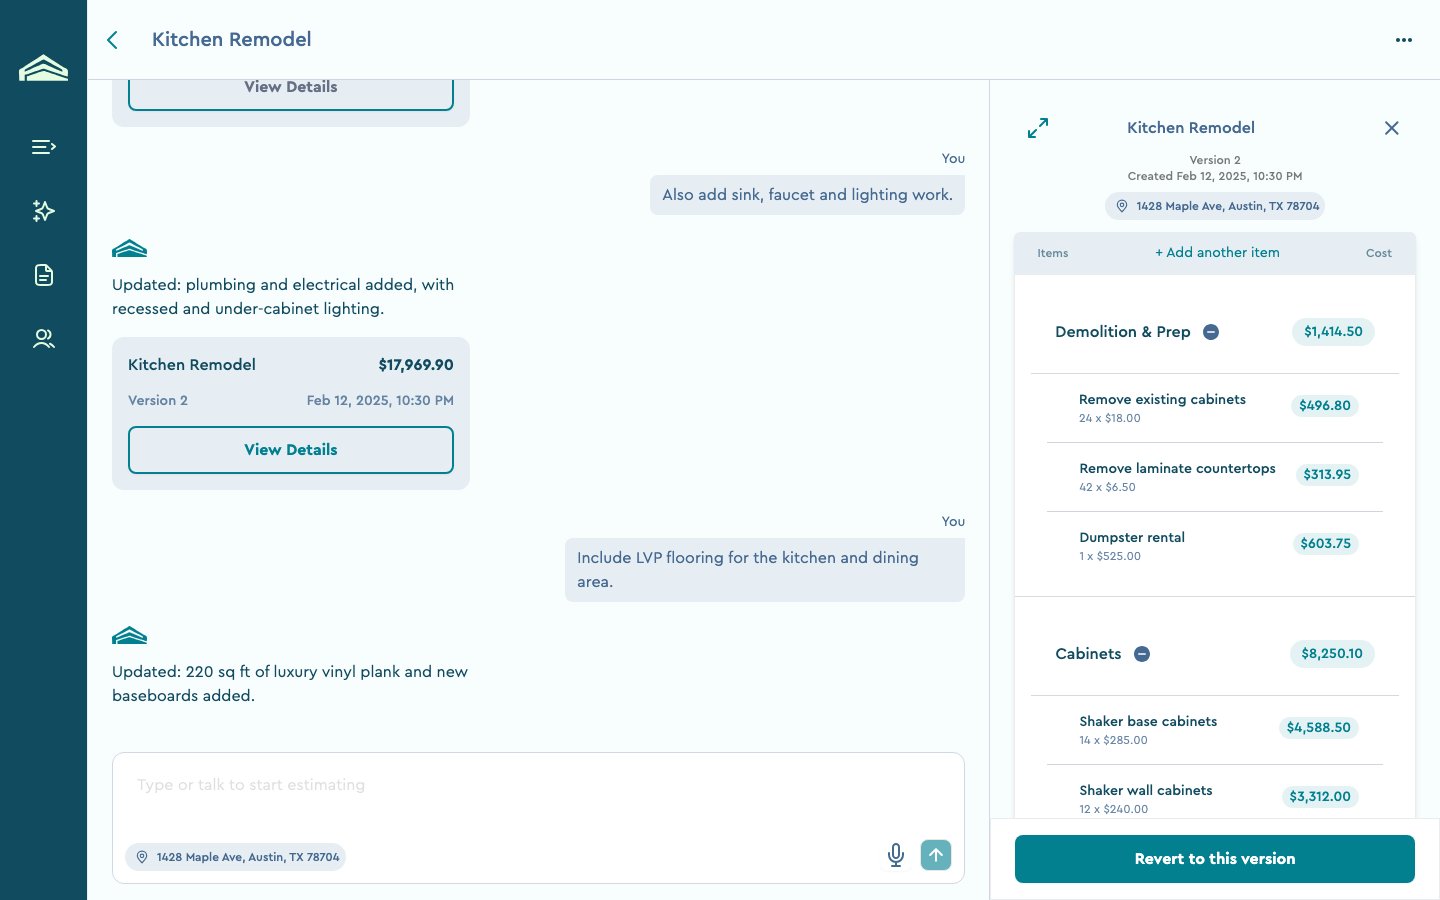 Kitchen Remodel
View Details
You
Also add sink, faucet and lighting work.
Updated: plumbing and electrical added, with
recessed and under-cabinet lighting.
Kitchen Remodel $17,969.90
Version 2 Feb 12, 2025, 10:30 PM
View Details
You
Include LVP flooring for the kitchen and dining
area.
Updated: 220 sq ft of luxury vinyl plank and new
baseboards added.
Type or talk to start estimating
1428 Maple Ave, Austin, TX 78704
Kitchen Remodel
Version 2
Created Feb 12, 2025, 10:30 PM
1428 Maple Ave, Austin, TX 78704
Items + Add another item Cost
Demolition & Prep $1,414.50
Remove existing cabinets $496.80
24 x $18.00
Remove laminate countertops $313.95
42 x $6.50
Dumpster rental $603.75
1 x $525.00
Cabinets $8,250.10
Shaker base cabinets $4,588.50
14 x $285.00
Shaker wall cabinets $3,312.00
12 x $240.00
Revert to this version